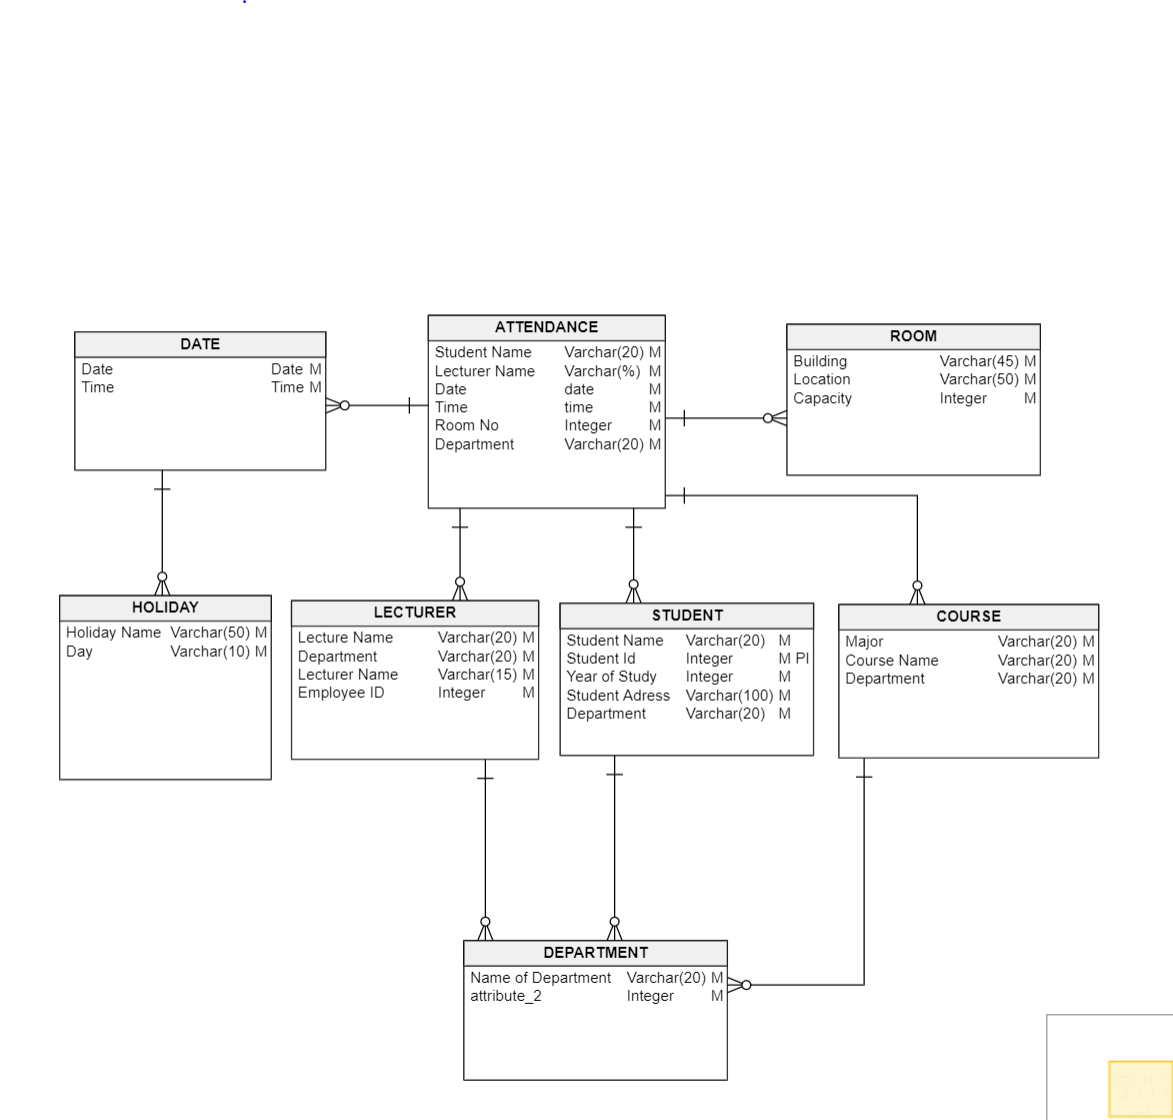 DATE
Date Date M
Time Time M
ATTENDANCE
Student Name Varchar(20) M
Lecturer Name Varchar(%) M
Date date M
Time time M
Room No Integer M
Department Varchar(20) M
ROOM
Building Varchar(45) M
Location Varchar(50) M
Capacity Integer M
HOLIDAY
Holiday Name Varchar(50) M
Day Varchar(10) M
LECTURER
Lecture Name Varchar(20) M
Department Varchar(20) M
Lecturer Name Varchar(15) M
Employee ID Integer M
STUDENT
Student Name Varchar(20) M
Student Id Integer M PI
Year of Study Integer M
Student Adress Varchar(100) M
Department Varchar(20) M
COURSE
Major Varchar(20) M
Course Name Varchar(20) M
Department Varchar(20) M
DEPARTMENT
Name of Department Varchar(20) M
attribute_2 Integer M